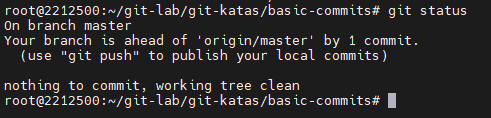 root@2212500:~/git-lab/git-katas/basic-commits# git status
On branch master
Your branch is ahead of 'origin/master' by 1 commit.
  (use "git push" to publish your local commits)

nothing to commit, working tree clean
root@2212500:~/git-lab/git-katas/basic-commits#